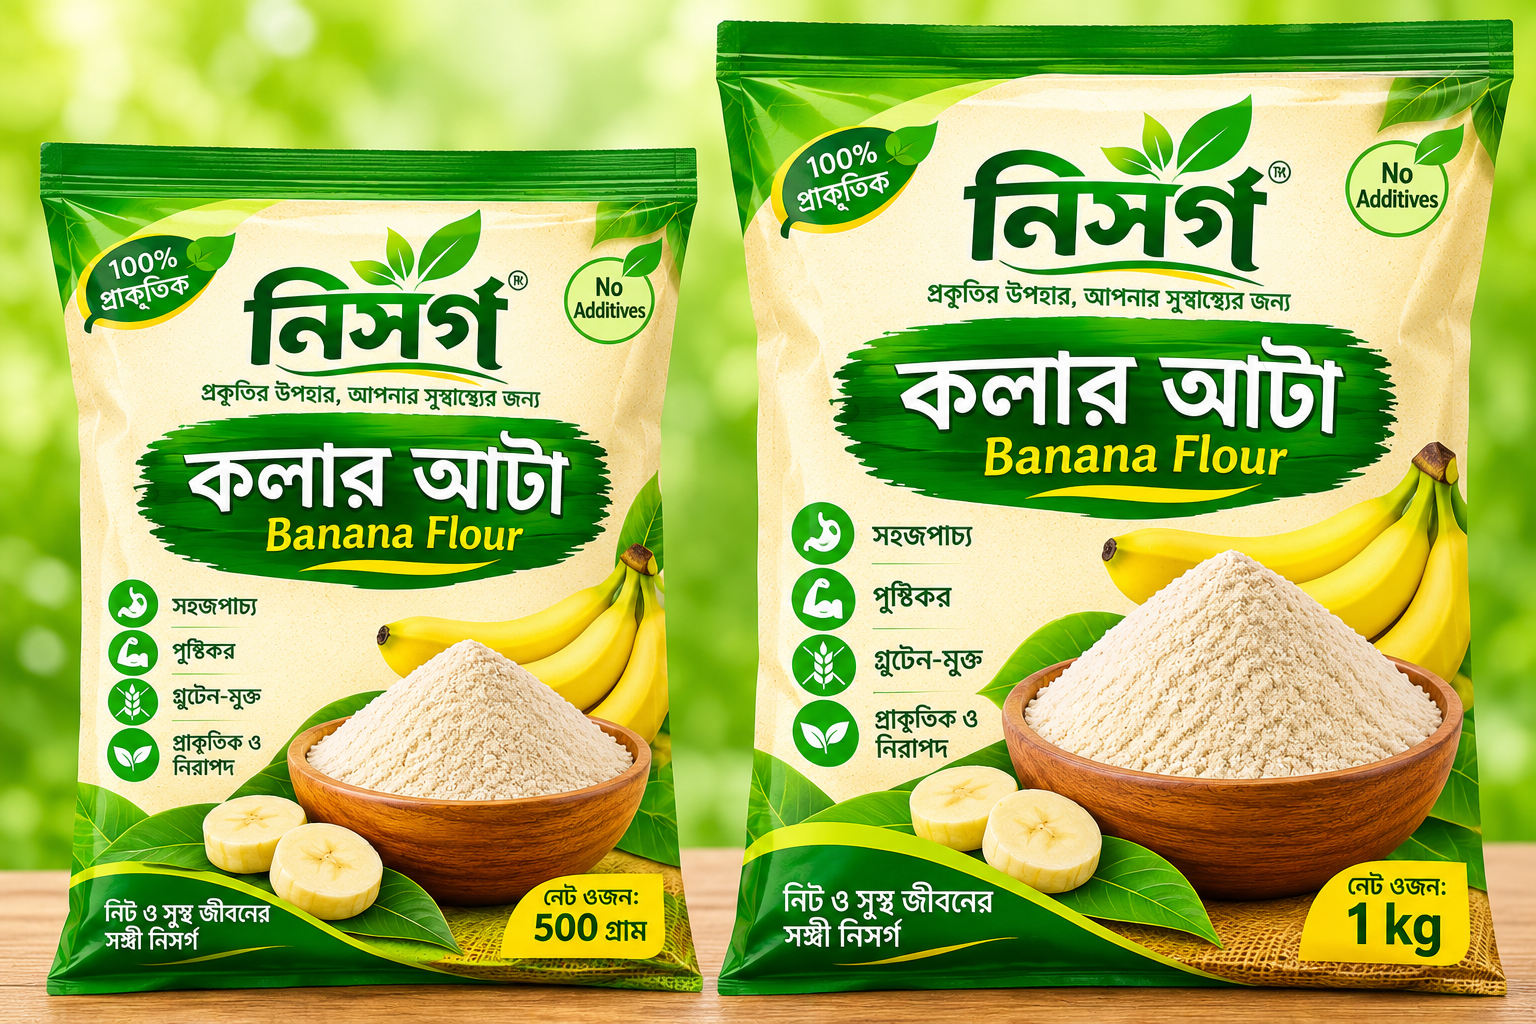 100%
প্রাকৃতিক
নিসর্গ
No
Additives
প্রকৃতির উপহার, আপনার সুস্বাস্থ্যের জন্য
কলার আটা
Banana Flour
সহজপাচ্য
পুষ্টিকর
গ্লুটেন-মুক্ত
প্রাকৃতিক ও
নিরাপদ
নিট ও সুস্থ জীবনের
সঙ্গী নিসর্গ
নেট ওজন:
500 গ্রাম
100%
প্রাকৃতিক
নিসর্গ
No
Additives
প্রকৃতির উপহার, আপনার সুস্বাস্থ্যের জন্য
কলার আটা
Banana Flour
সহজপাচ্য
পুষ্টিকর
গ্লুটেন-মুক্ত
প্রাকৃতিক ও
নিরাপদ
নিট ও সুস্থ জীবনের
সঙ্গী নিসর্গ
নেট ওজন:
1 kg